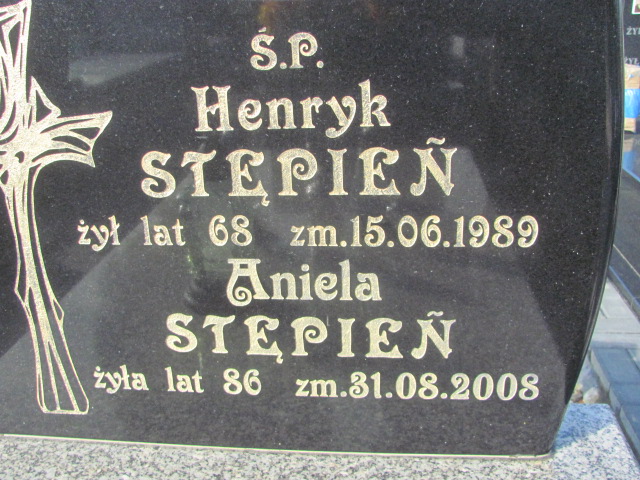 Ś.P.
Henryk
STĘPIEŃ
żył lat 68 zm.15.06.1989
Aniela
STĘPIEŃ
żyła lat 86 zm.31.08.2008